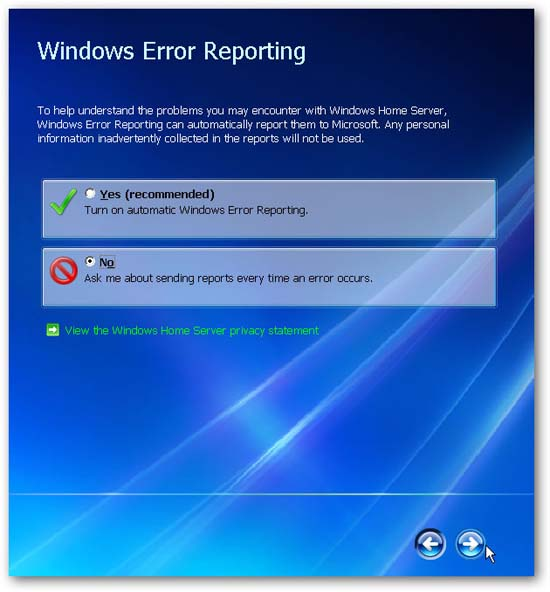 Windows Error Reporting
To help understand the problems you may encounter with Windows Home Server,
Windows Error Reporting can automatically report them to Microsoft. Any personal
information inadvertently collected in the reports will not be used.
Yes (recommended)
Turn on automatic Windows Error Reporting.
No
Ask me about sending reports every time an error occurs.
View the Windows Home Server privacy statement